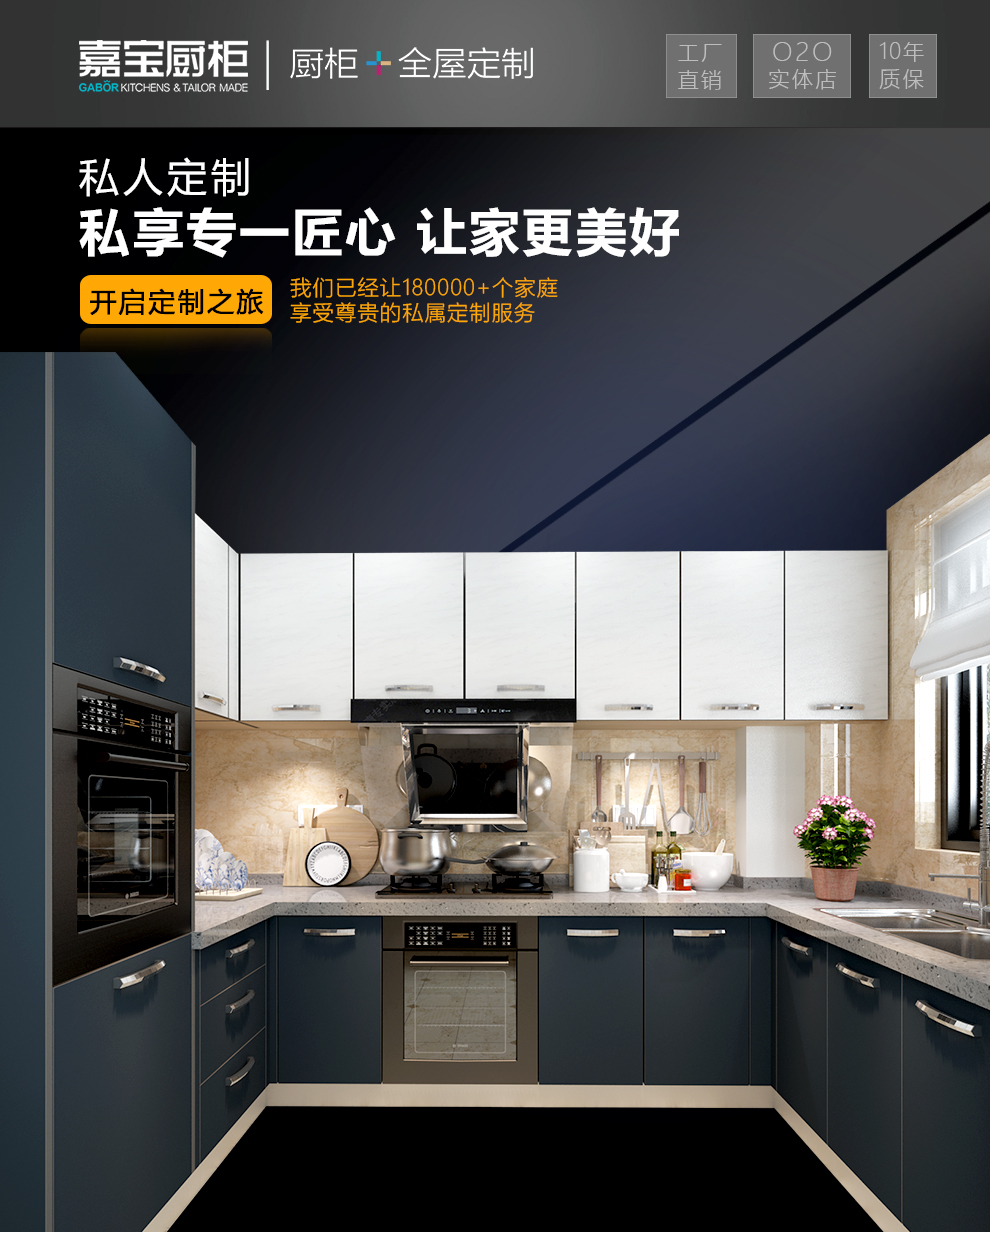 嘉宝厨柜
GABOR KITCHENS & TAILOR MADE
厨柜+全屋定制
工厂
直销
O2O
实体店
10年
质保
私人定制
私享专一匠心 让家更美好
开启定制之旅
我们已经让180000+个家庭
享受尊贵的私属定制服务